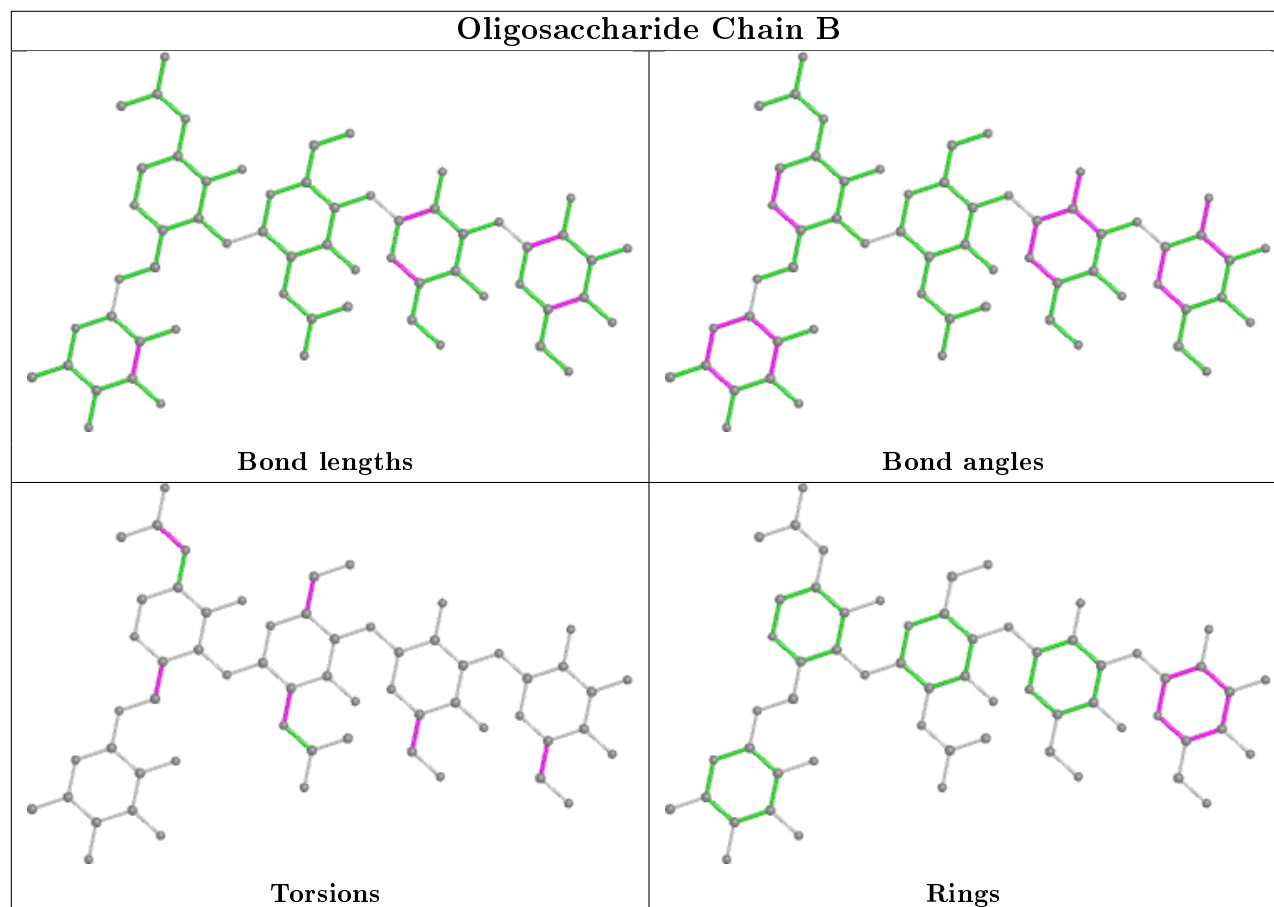 Oligosaccharide Chain B
Bond lengths
Bond angles
Torsions
Rings